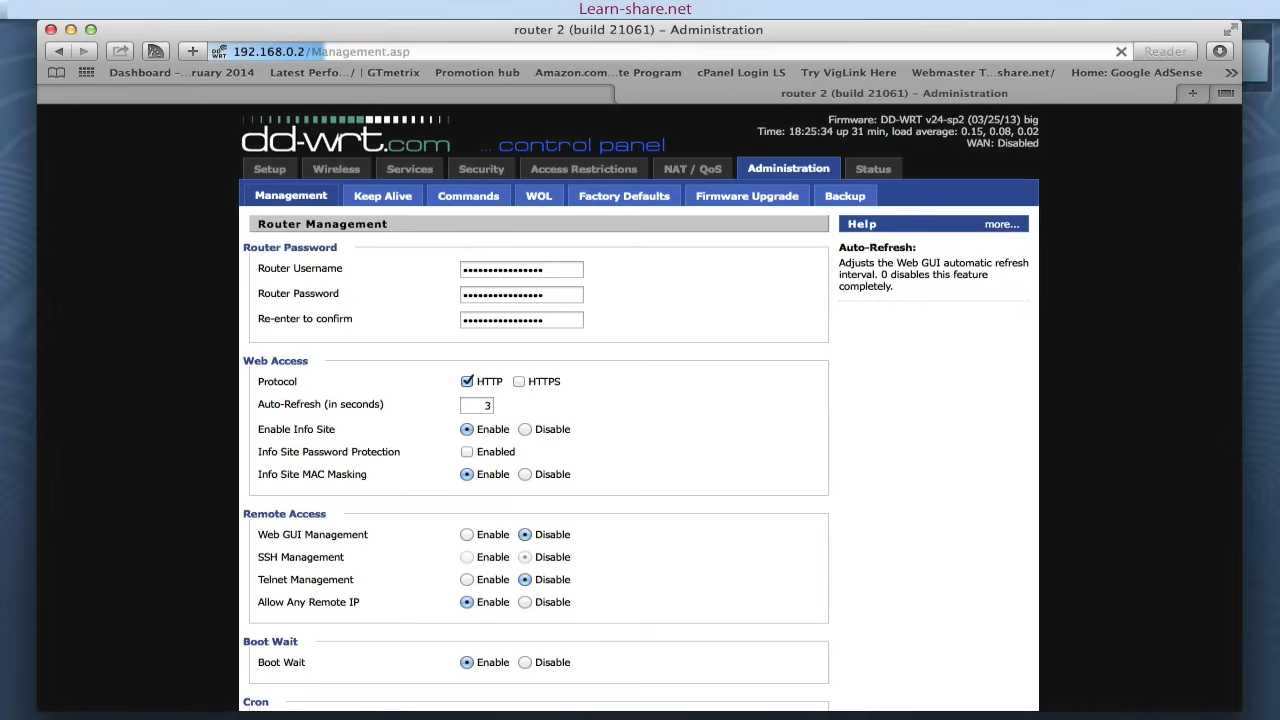 Learn-share.net
router 2 (build 21061) – Administration
192.168.0.2/Management.asp
Reader
Dashboard – ...ruary 2014 Latest Perfo.../ | GTmetrix Promotion hub Amazon.com...te Program cPanel Login LS Try VigLink Here Webmaster T...share.net/ Home: Google AdSense
router 2 (build 21061) – Administration
dd-wrt.com ... control panel
Firmware: DD-WRT v24-sp2 (03/25/13) big
Time: 18:25:34 up 31 min, load average: 0.15, 0.08, 0.02
WAN: Disabled
Setup Wireless Services Security Access Restrictions NAT / QoS Administration Status
Management Keep Alive Commands WOL Factory Defaults Firmware Upgrade Backup
Router Management
Router Password
Router Username ••••••••••••••••
Router Password ••••••••••••••••
Re-enter to confirm ••••••••••••••••
Web Access
Protocol HTTP HTTPS
Auto-Refresh (in seconds) 3
Enable Info Site Enable Disable
Info Site Password Protection Enabled
Info Site MAC Masking Enable Disable
Remote Access
Web GUI Management Enable Disable
SSH Management Enable Disable
Telnet Management Enable Disable
Allow Any Remote IP Enable Disable
Boot Wait
Boot Wait Enable Disable
Cron
Help more...
Auto-Refresh:
Adjusts the Web GUI automatic refresh
interval. 0 disables this feature
completely.